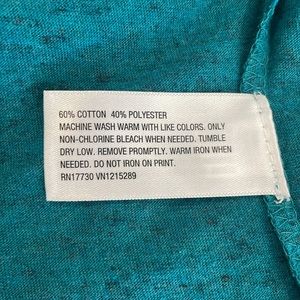 60% COTTON 40% POLYESTER
MACHINE WASH WARM WITH LIKE COLORS. ONLY
NON-CHLORINE BLEACH WHEN NEEDED. TUMBLE
DRY LOW. REMOVE PROMPTLY. WARM IRON WHEN
NEEDED. DO NOT IRON ON PRINT.
RN17730 VN1215289